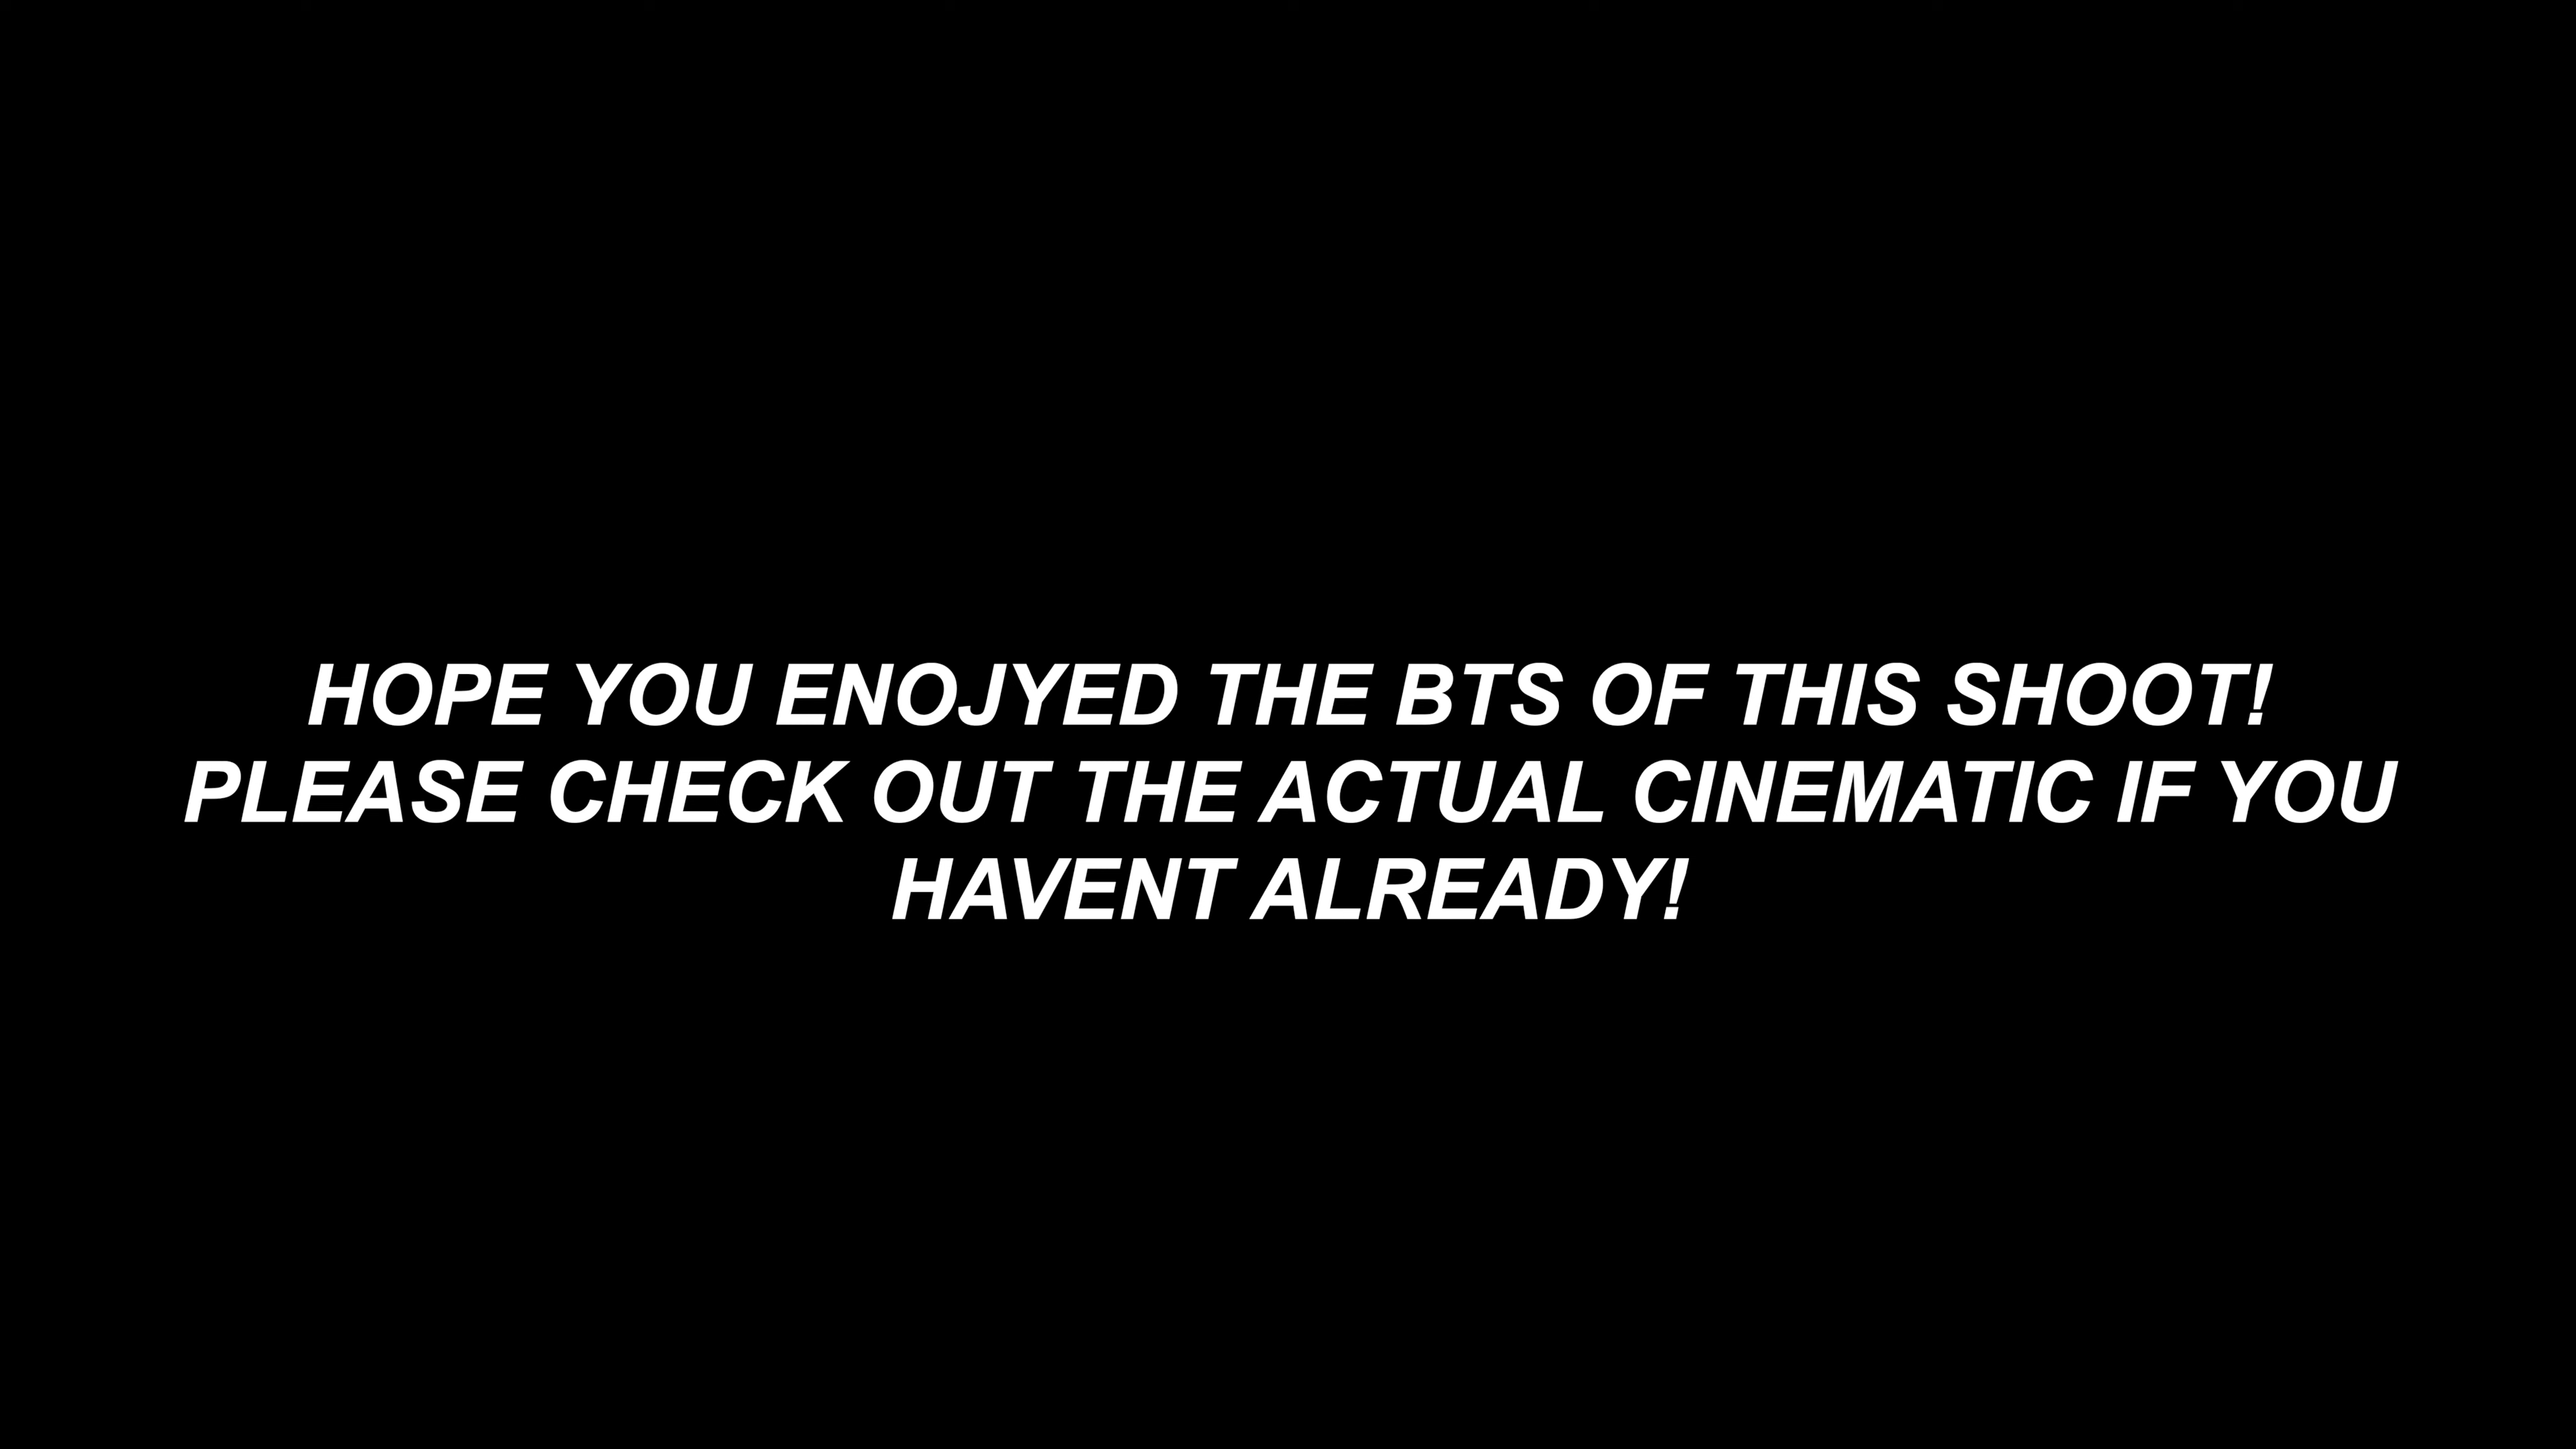 HOPE YOU ENOJYED THE BTS OF THIS SHOOT!
PLEASE CHECK OUT THE ACTUAL CINEMATIC IF YOU
HAVENT ALREADY!